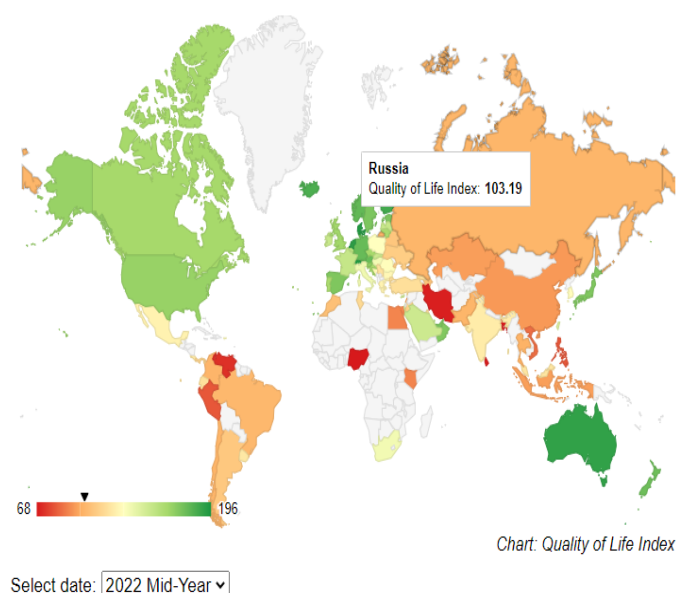 Russia
Quality of Life Index: 103.19
68
196
Chart: Quality of Life Index
Select date: 2022 Mid-Year